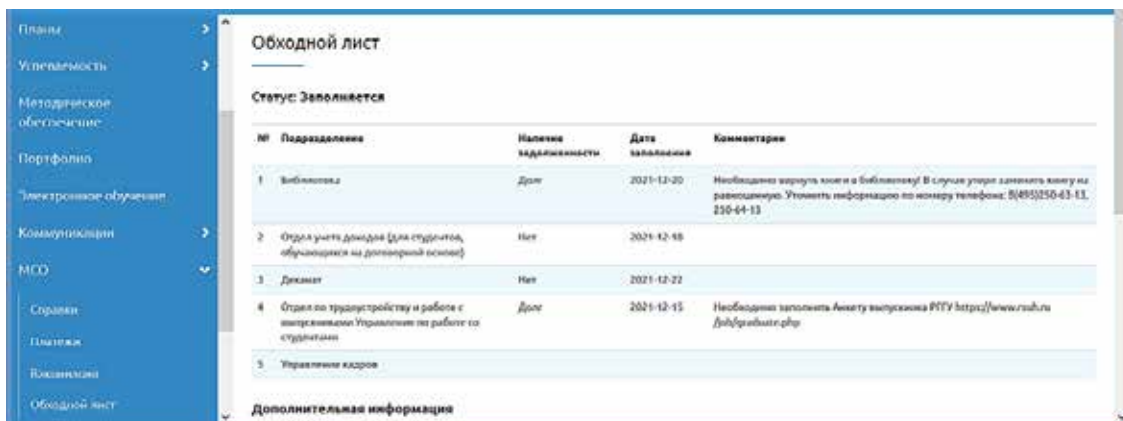 Планы
Успеваемость
Методическое
обеспечение
Портфолио
Электронное обучение
Коммуникации
МСО
Справки
Платежи
Обходной лист
Обходной лист
Статус: Заполняется
№ Подразделение Наличие задолженности Дата заполнения Комментарии
1 Библиотека Долг 2021-12-20 Необходимо вернуть книги в библиотеку! В случае утери заменить книгу на
равноценную. Уточнить информацию по номеру телефона: 8(495)250-63-13,
250-64-13
2 Отдел учета доходов (для студентов, Нет 2021-12-18
обучающихся на договорной основе)
3 Деканат Нет 2021-12-22
4 Отдел по трудоустройству и работе с Долг 2021-12-15 Необходимо заполнить Анкету выпускника РГГУ https://www.rsuh.ru
выпускниками Управления по работе со /job/graduate.php
студентами
5 Управление кадров
Дополнительная информация